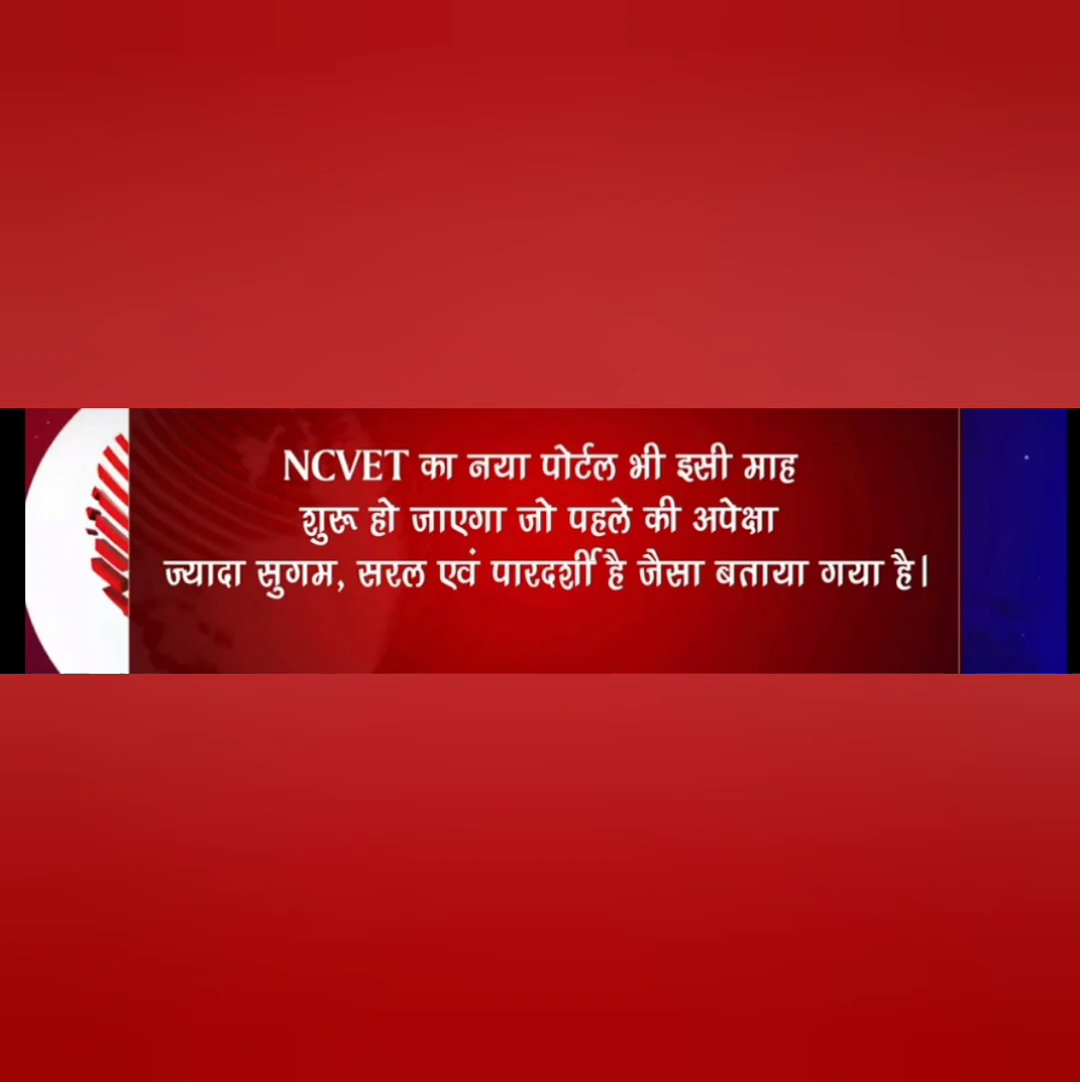 NCVET का नया पोर्टल भी इसी माह
शुरू हो जाएगा जो पहले की अपेक्षा
ज्यादा सुगम, सरल एवं पारदर्शी है जैसा बताया गया है।